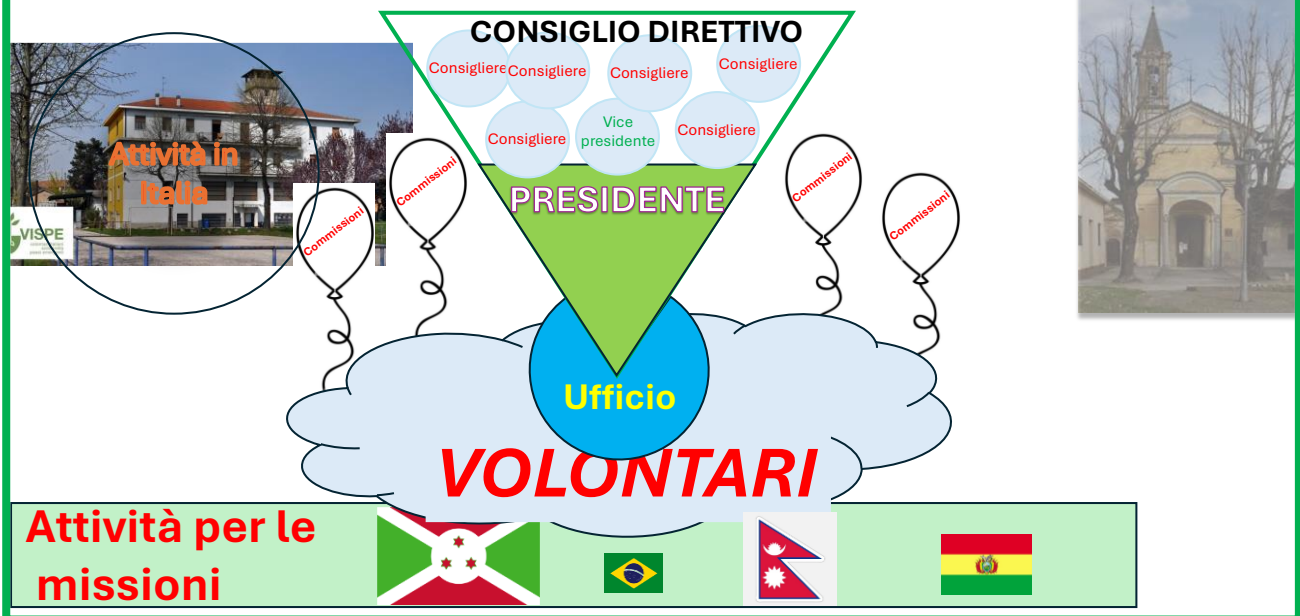 CONSIGLIO DIRETTIVO
Consigliere
Consigliere
Consigliere
Consigliere
Consigliere
Vice
presidente
Consigliere
PRESIDENTE
Attività in
Italia
VISPE
Commissioni
Commissioni
Commissioni
Commissioni
Ufficio
VOLONTARI
Attività per le
missioni